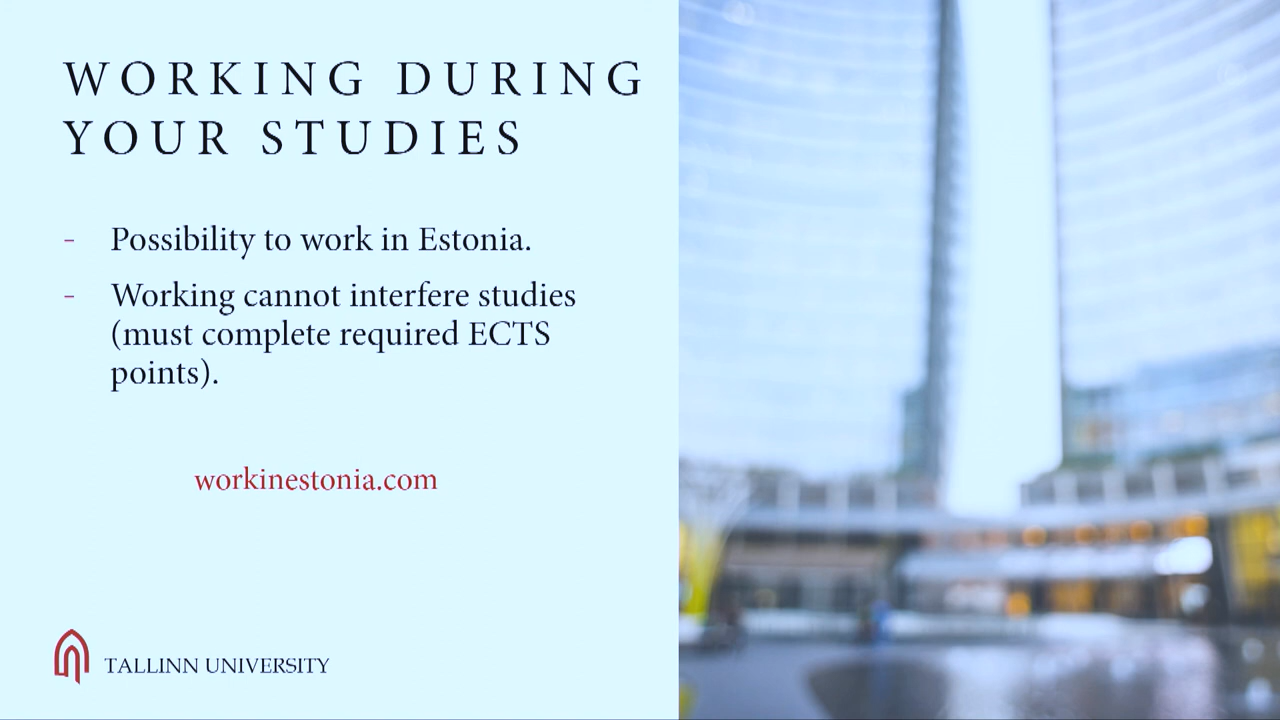 WORKING DURING
YOUR STUDIES
- Possibility to work in Estonia.
- Working cannot interfere studies
(must complete required ECTS
points).
workinestonia.com
TALLINN UNIVERSITY